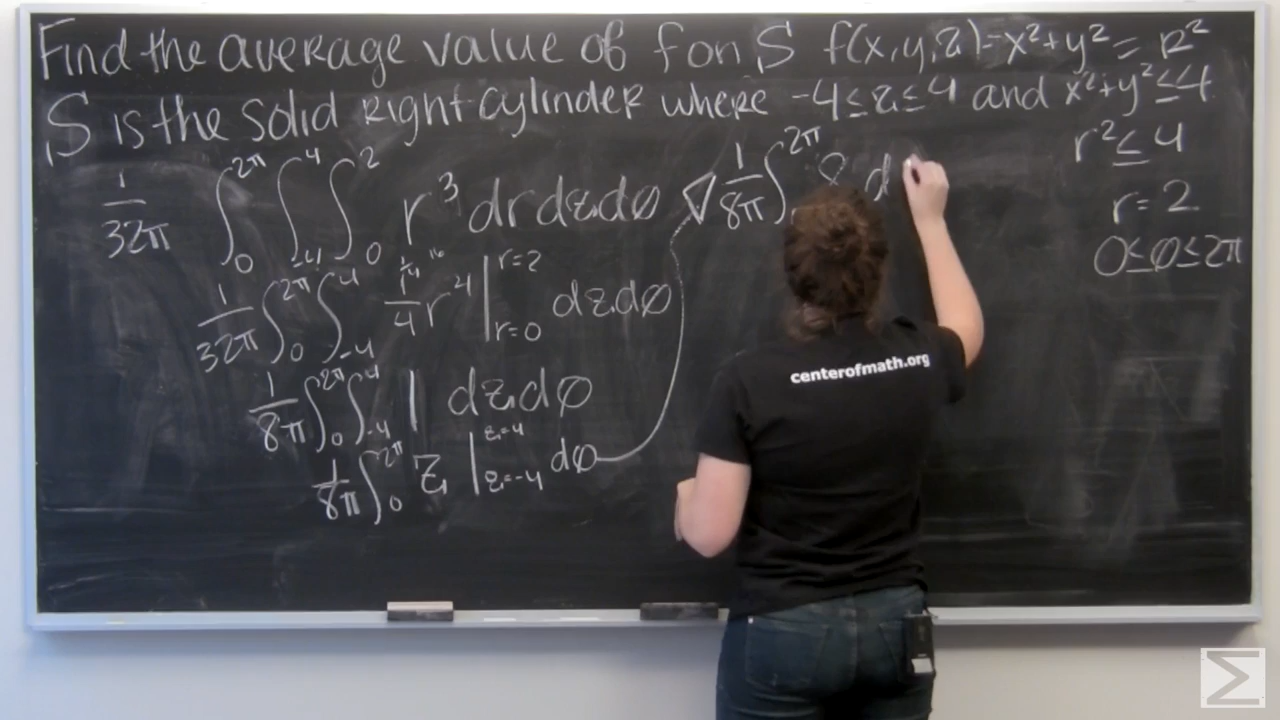 Find the average value of f on S f(x,y,z)=x²+y² = r²
S is the solid right cylinder where -4≤z≤4 and x²+y²≤4
r²≤4
r=2
0≤θ≤2π
1/32π ∫₀^2π ∫₋₄^4 ∫₀^2 r³ dr dz dθ
1/32π ∫₀^2π ∫₋₄^4 1/4 r⁴ |r=2 r=0 dz dθ
1/8π ∫₀^2π ∫₋₄^4 1 dz dθ
1/8π ∫₀^2π z |z=4 z=-4 dθ
1/8π ∫^2π 8 d
centerofmath.org
Σ